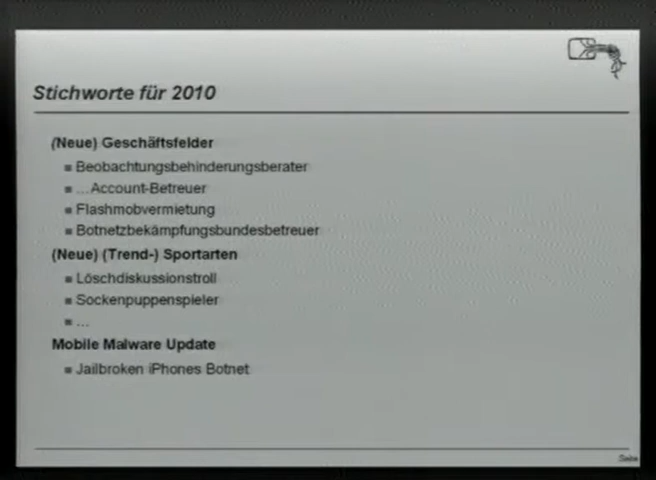 Stichworte für 2010
(Neue) Geschäftsfelder
Beobachtungsbehinderungsberater
...Account-Betreuer
Flashmobvermietung
Botnetzbekämpfungsbundesbetreuer
(Neue) (Trend-) Sportarten
Löschdiskussionstroll
Sockenpuppenspieler
...
Mobile Malware Update
Jailbroken iPhones Botnet
Seite